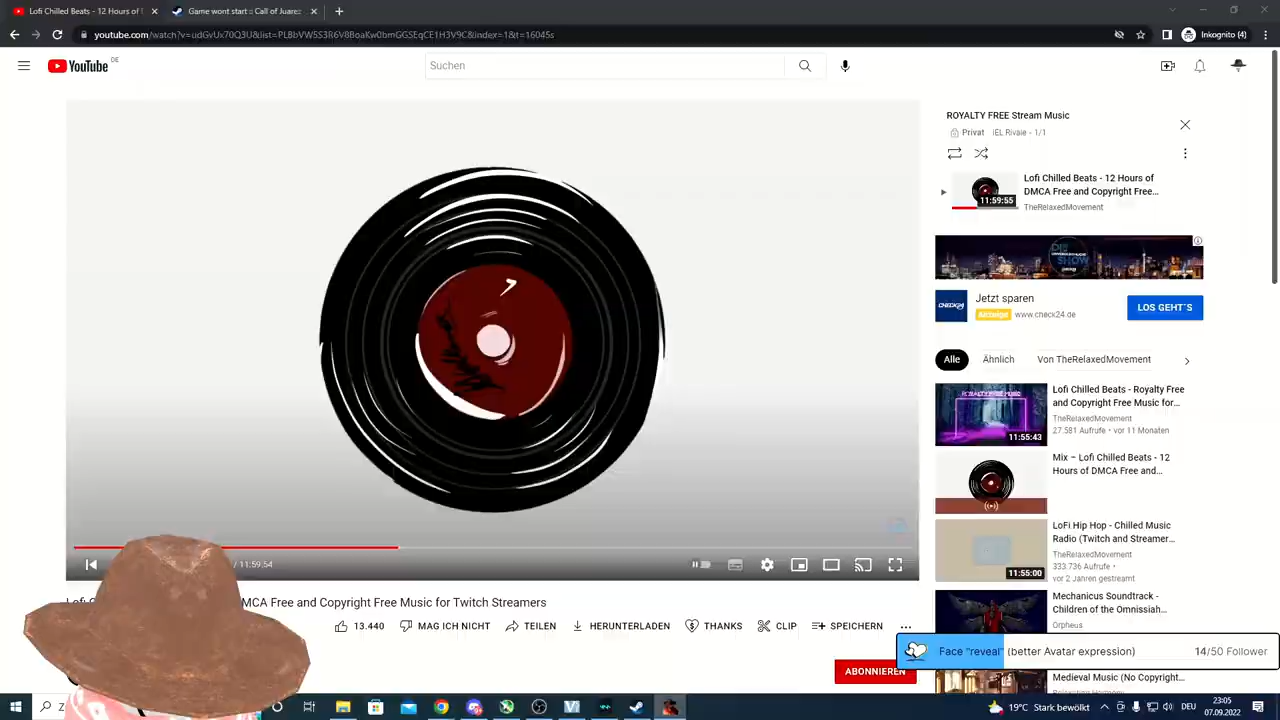 Lofi Chilled Beats - 12 Hours of
Game wont start :: Call of Juare
youtube.com/watch?v=udGvUx70Q3U&list=PLBbVW5S3R6V8BoaKw0bmGGSEqCE1H3V9C&index=1&t=16045s
Inkognito (4)
YouTube DE
Suchen
ROYALTY FREE Stream Music
Privat
- 1/1
Lofi Chilled Beats - 12 Hours of
DMCA Free and Copyright Free...
TheRelaxedMovement
11:59:55
Jetzt sparen
Anzeige www.check24.de
CHECK24
LOS GEHT'S
Alle
Ähnlich
Von TheRelaxedMovement
Lofi Chilled Beats - Royalty Free
and Copyright Free Music for...
TheRelaxedMovement
27.581 Aufrufe • vor 11 Monaten
11:55:43
Mix – Lofi Chilled Beats - 12
Hours of DMCA Free and...
LoFi Hip Hop - Chilled Music
Radio (Twitch and Streamer...
TheRelaxedMovement
333.736 Aufrufe •
vor 2 Jahren gestreamt
11:55:00
Mechanicus Soundtrack -
Children of the Omnissiah...
Orpheus
Medieval Music (No Copyright...
/ 11:59:54
MCA Free and Copyright Free Music for Twitch Streamers
13.440
MAG ICH NICHT
TEILEN
HERUNTERLADEN
THANKS
CLIP
SPEICHERN
ABONNIEREN
Face "reveal" (better Avatar expression)
14/50 Follower
19°C Stark bewölkt
DEU
23:05
07.09.2022